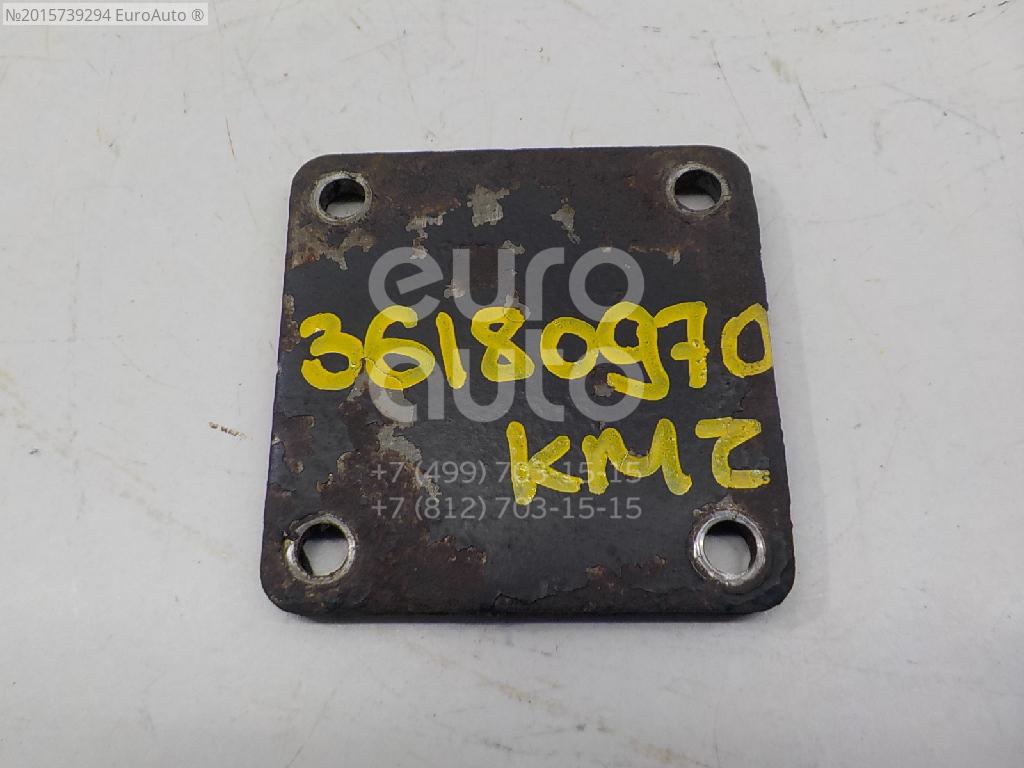 №2015739294 EuroAuto ®
euro
36180970
auto
KMZ
+7 (499) 703-15-15
+7 (812) 703-15-15